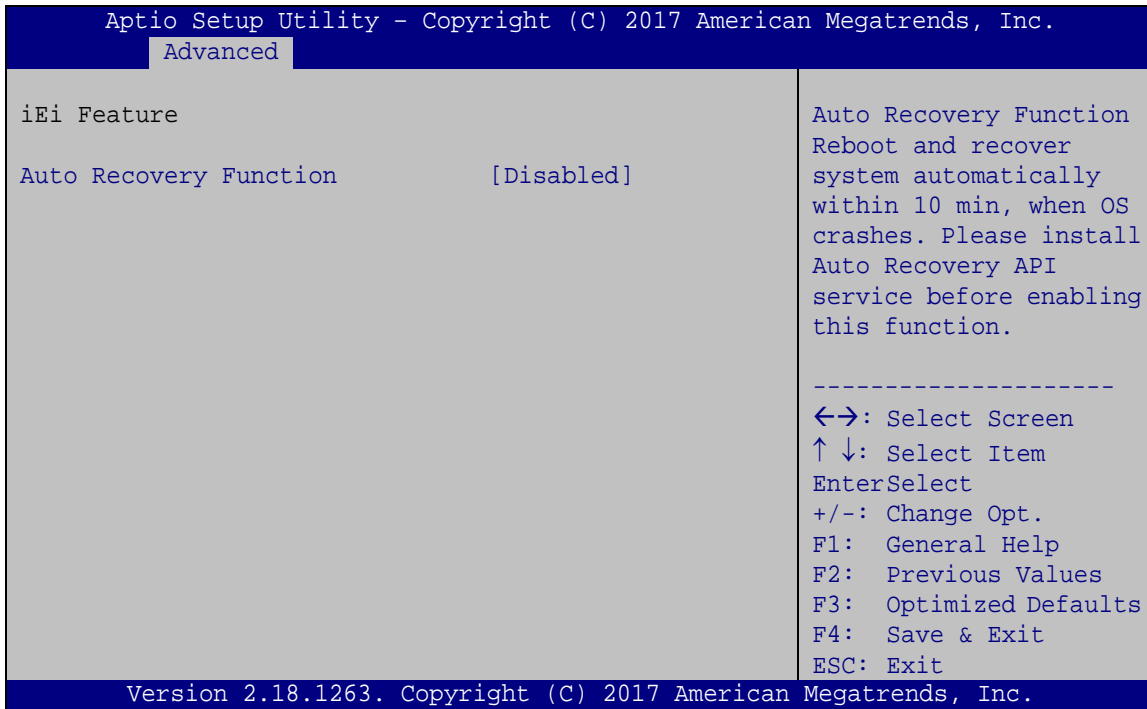 Aptio Setup Utility – Copyright (C) 2017 American Megatrends, Inc.
Advanced
iEi Feature
Auto Recovery Function [Disabled]
Auto Recovery Function
Reboot and recover
system automatically
within 10 min, when OS
crashes. Please install
Auto Recovery API
service before enabling
this function.
---------------------
←→: Select Screen
↑ ↓: Select Item
EnterSelect
+/-: Change Opt.
F1: General Help
F2: Previous Values
F3: Optimized Defaults
F4: Save & Exit
ESC: Exit
Version 2.18.1263. Copyright (C) 2017 American Megatrends, Inc.